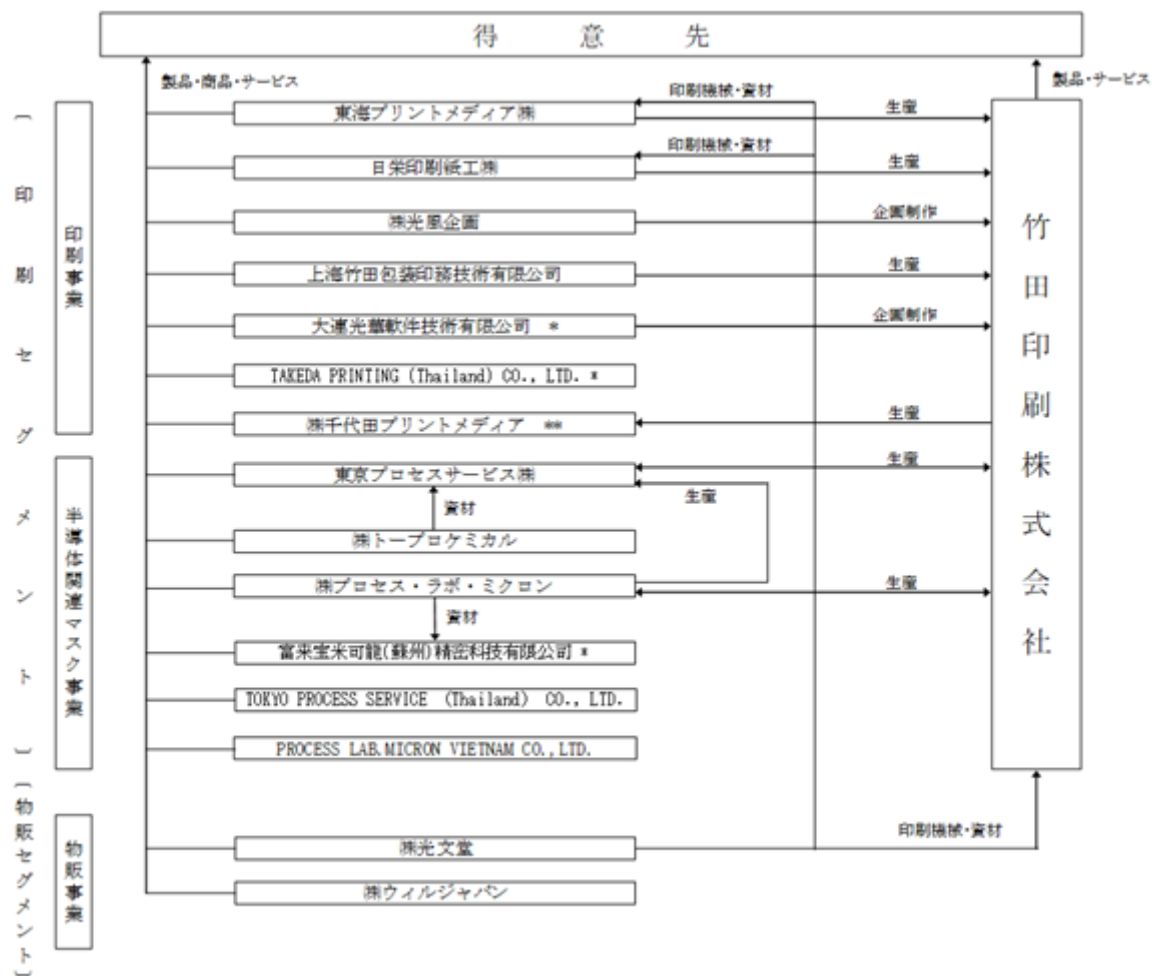 得意先
製品・商品・サービス
製品・サービス
〔印刷セグメント〕
印刷事業
東海プリントメディア㈱
印刷機械・資材
生産
日栄印刷紙工㈱
印刷機械・資材
生産
㈱光風企画
企画制作
上海竹田包装印務技術有限公司
生産
大連光華軟件技術有限公司 *
企画制作
TAKEDA PRINTING (Thailand) CO., LTD. *
㈱千代田プリントメディア **
生産
竹田印刷株式会社
半導体関連マスク事業
東京プロセスサービス㈱
生産
資材
生産
㈱トープロケミカル
㈱プロセス・ラボ・ミクロン
生産
資材
富来宝米可能(蘇州)精密科技有限公司 *
TOKYO PROCESS SERVICE (Thailand) CO., LTD.
PROCESS LAB.MICRON VIETNAM CO.,LTD.
〔物販セグメント〕
物販事業
㈱光文堂
印刷機械・資材
㈱ウィルジャパン